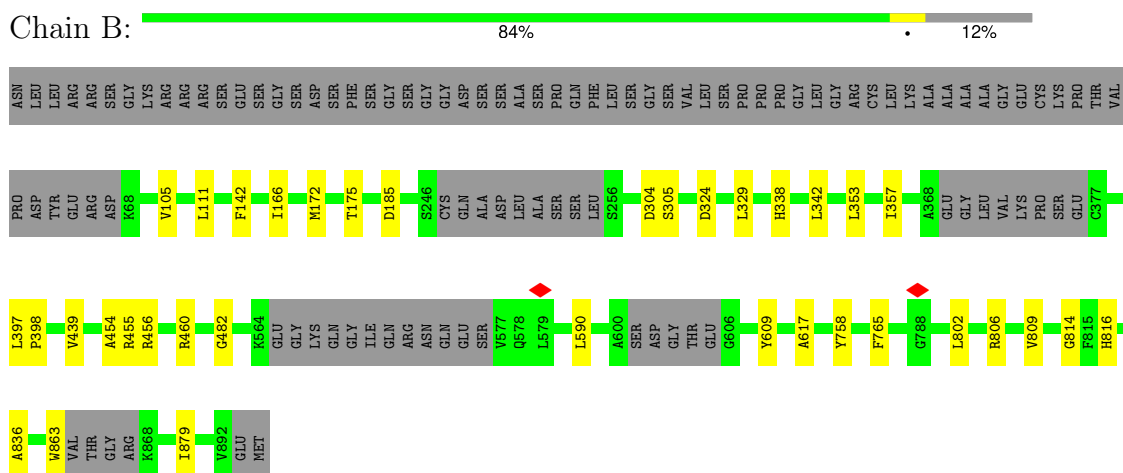 Chain B:
84% • 12%
ASN LEU LEU ARG ARG SER GLY LYS ARG ARG ARG SER GLU SER GLY SER ASP SER PHE SER GLY SER GLY GLY ASP SER SER ALA SER PRO GLN PHE LEU SER GLY SER VAL LEU SER PRO PRO PRO GLY LEU GLY ARG CYS LEU LYS ALA ALA ALA ALA GLY GLU CYS LYS PRO THR VAL
PRO ASP TYR GLU ARG ASP K68 V105 L111 F142 I166 M172 T175 D185 S246 CYS GLN ALA ASP LEU ALA SER SER LEU S256 D304 S305 D324 L329 H338 L342 L353 I357 A368 GLU GLY LEU VAL LYS PRO SER GLU C377
L397 P398 V439 A454 R455 R456 R460 G482 K564 GLU GLY LYS GLN GLY ILE GLN ARG ASN GLN GLU SER V577 Q578 L579 L590 A600 SER ASP GLY THR GLU G606 Y609 A617 Y758 F765 G788 L802 R806 V809 G814 F815 H816
A836 W863 VAL THR GLY ARG K868 I879 V892 GLU MET